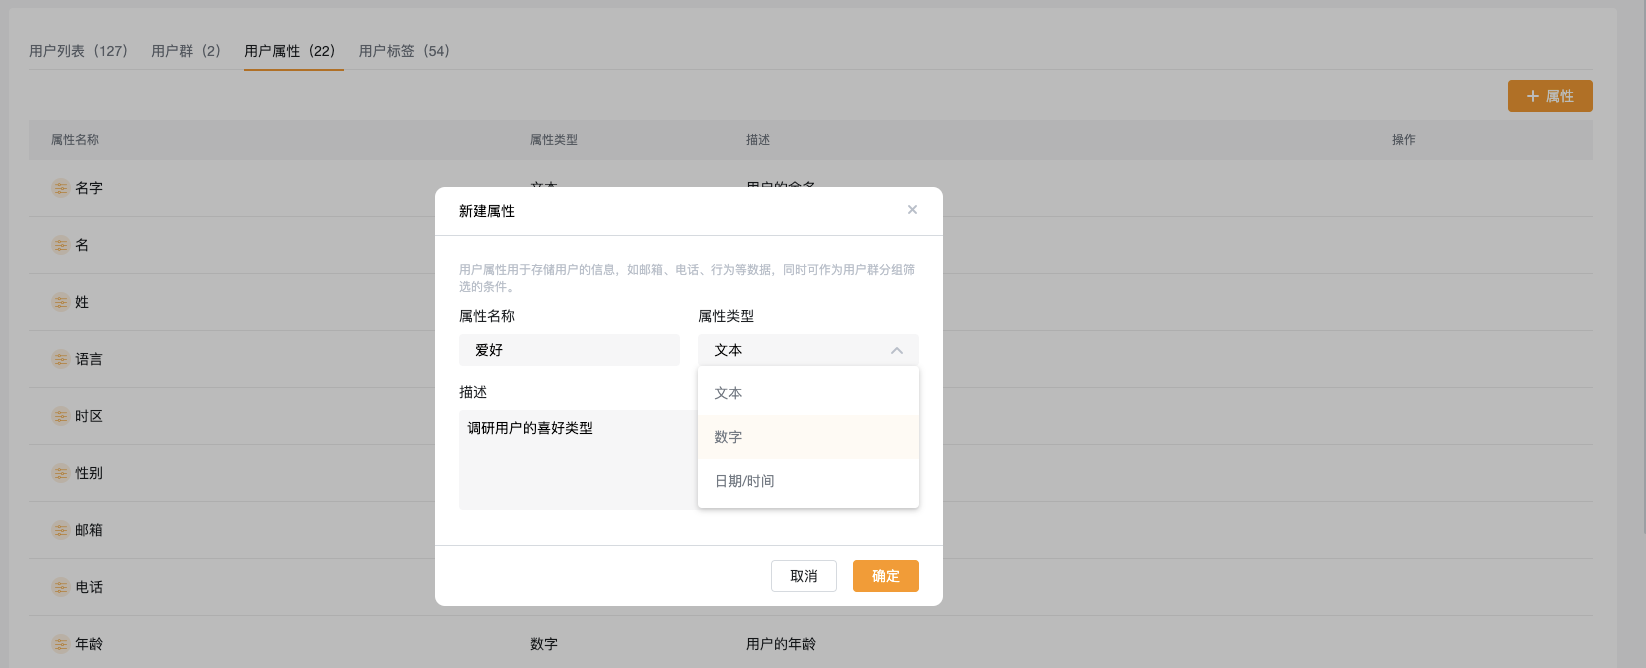 用户列表（127） 用户群（2） 用户属性（22） 用户标签（54）
+ 属性
属性名称 属性类型 描述 操作
名字
名
姓
语言
时区
性别
邮箱
电话
年龄 数字 用户的年龄
新建属性
用户属性用于存储用户的信息，如邮箱、电话、行为等数据，同时可作为用户群分组筛
选的条件。
属性名称 属性类型
爱好 文本
描述
文本
调研用户的喜好类型
数字
日期/时间
取消 确定